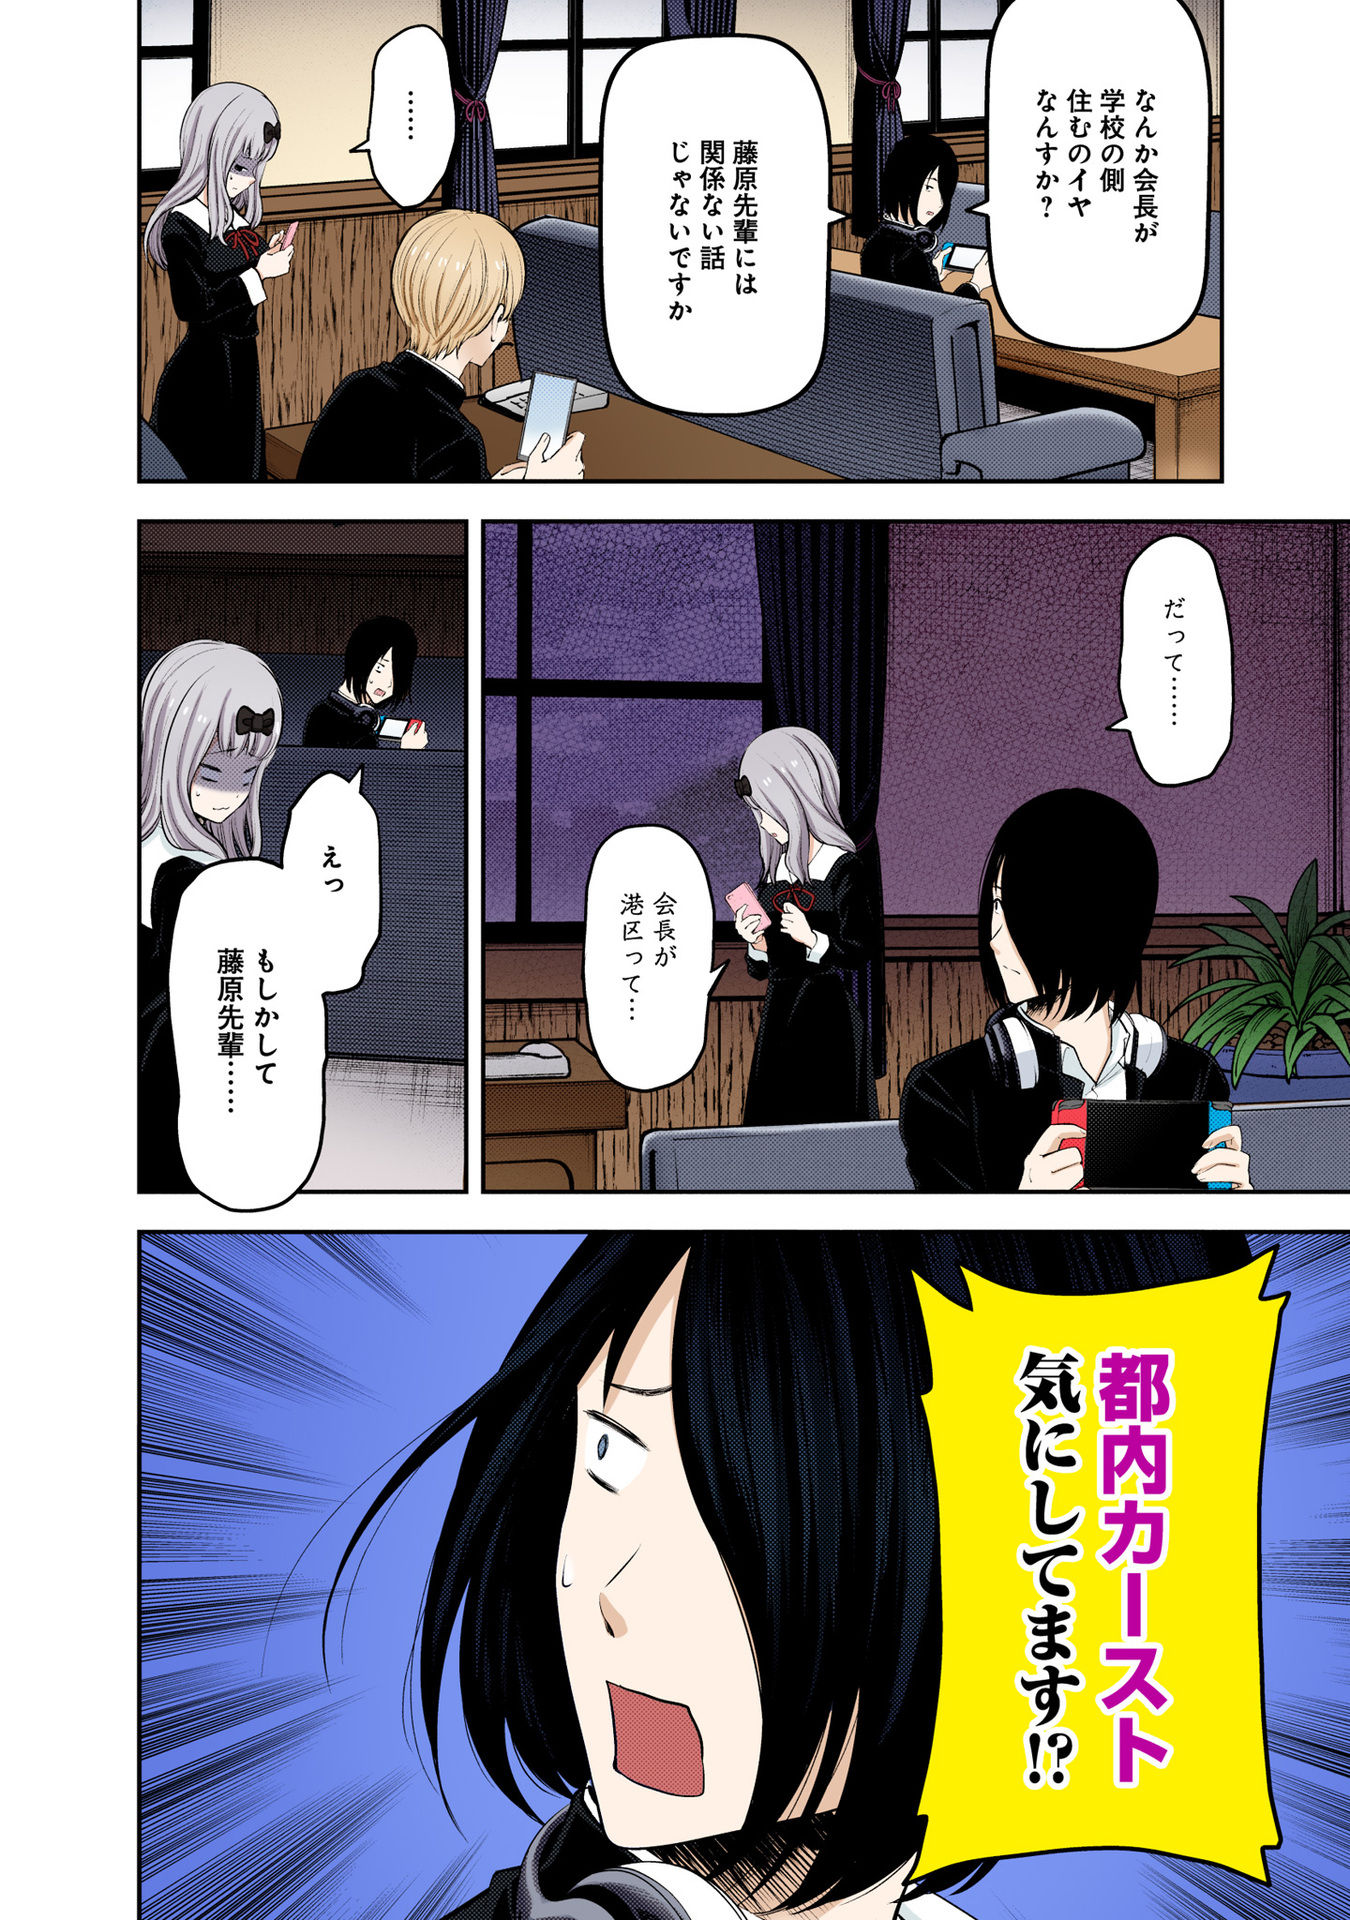 なんか会長が
学校の側
住むのイヤ
なんすか?
藤原先輩には
関係ない話
じゃないですか
……
だって……
会長が
港区って…
えっ
もしかして
藤原先輩……
都内カースト
気にしてます!?